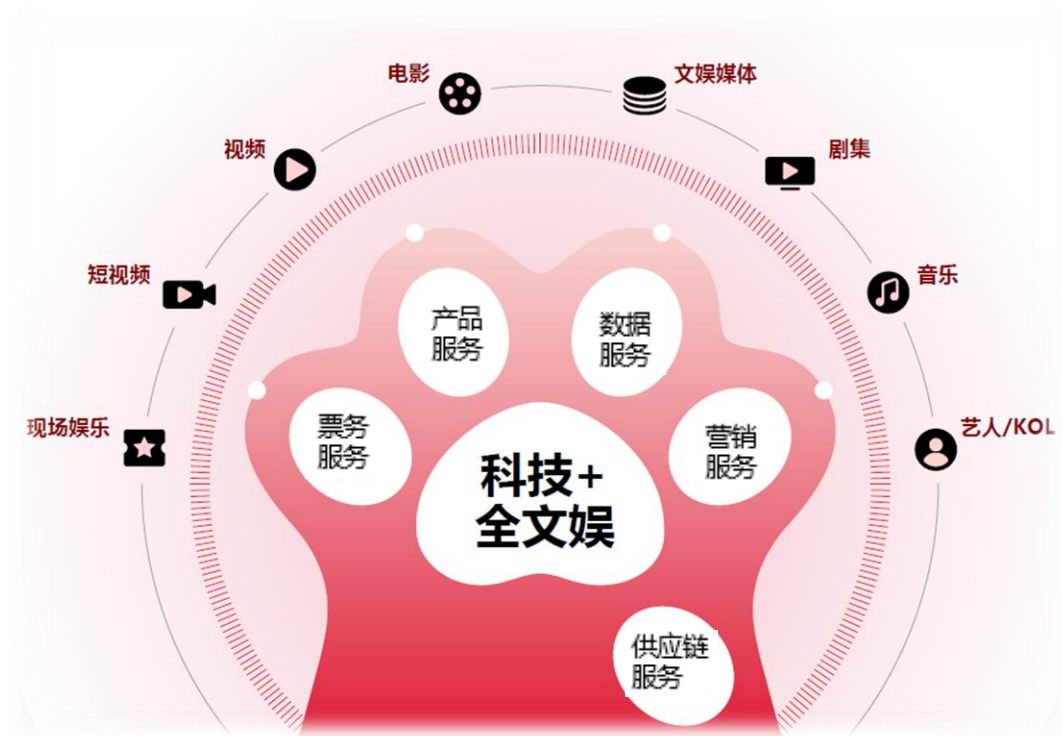 电影
文娱媒体
视频
剧集
短视频
音乐
产品
服务
数据
服务
现场娱乐
票务
服务
营销
服务
艺人/KOL
科技+
全文娱
供应链
服务